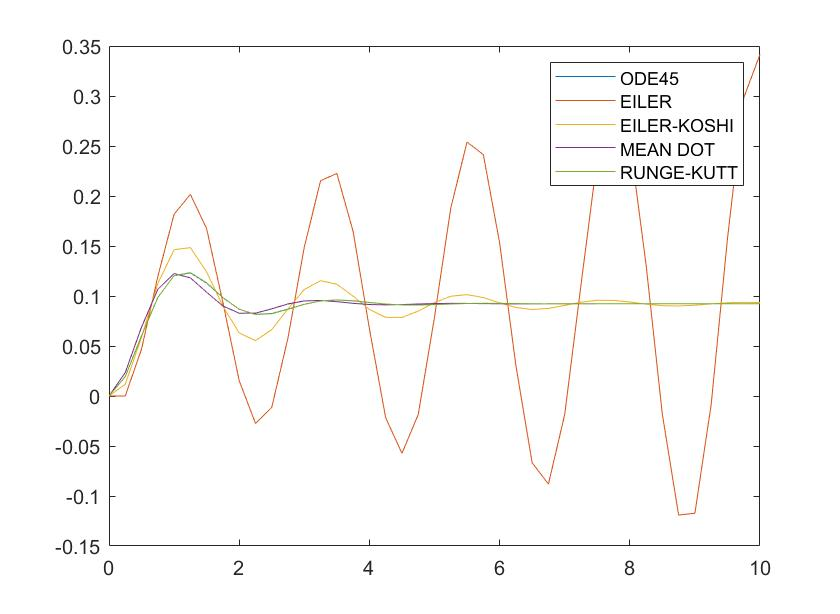 0.35
0.3
0.25
0.2
0.15
0.1
0.05
0
-0.05
-0.1
-0.15
0 2 4 6 8 10
ODE45
EILER
EILER-KOSHI
MEAN DOT
RUNGE-KUTT